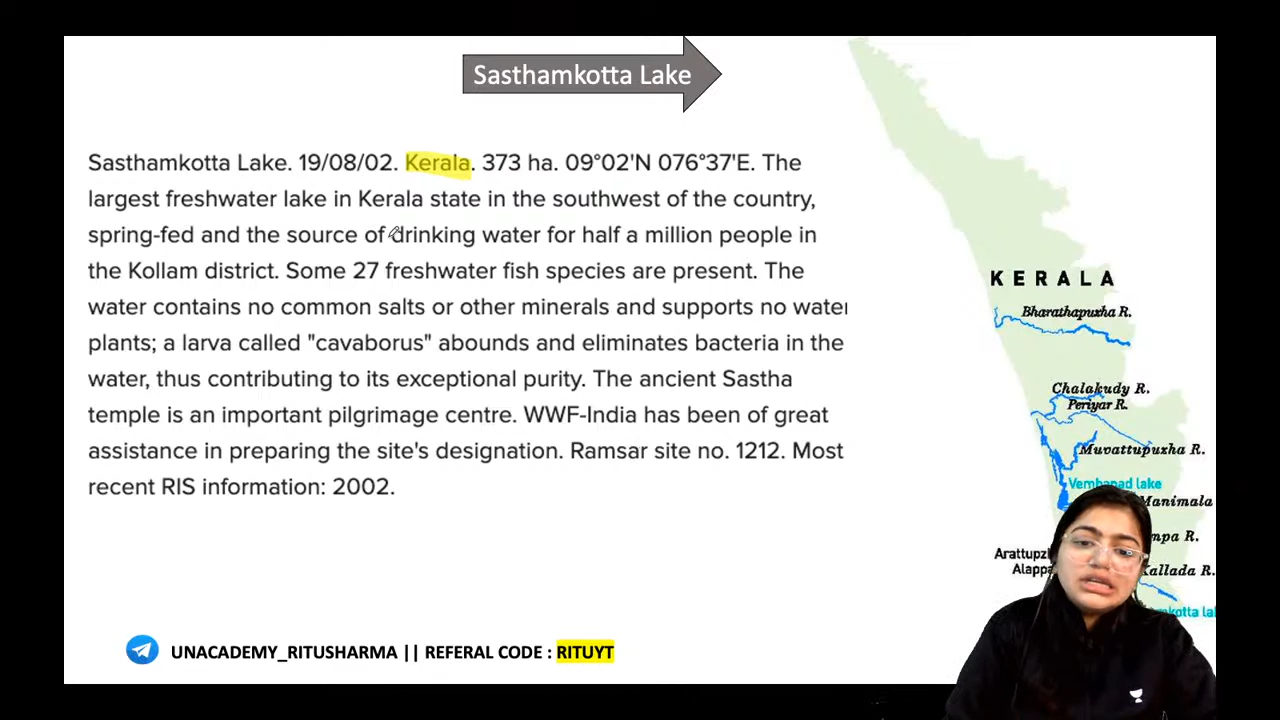 Sasthamkotta Lake
Sasthamkotta Lake. 19/08/02. Kerala. 373 ha. 09°02'N 076°37'E. The
largest freshwater lake in Kerala state in the southwest of the country,
spring-fed and the source of drinking water for half a million people in
the Kollam district. Some 27 freshwater fish species are present. The
water contains no common salts or other minerals and supports no water
plants; a larva called "cavaborus" abounds and eliminates bacteria in the
water, thus contributing to its exceptional purity. The ancient Sastha
temple is an important pilgrimage centre. WWF-India has been of great
assistance in preparing the site's designation. Ramsar site no. 1212. Most
recent RIS information: 2002.
KERALA
Bharathapuxha R.
Chalakudy R.
Periyar R.
Muvattupuxha R.
Vembanad lake
Manimala
mpa R.
Arattupz
Alappa
Kallada R.
mkotta la
UNACADEMY_RITUSHARMA || REFERAL CODE : RITUYT